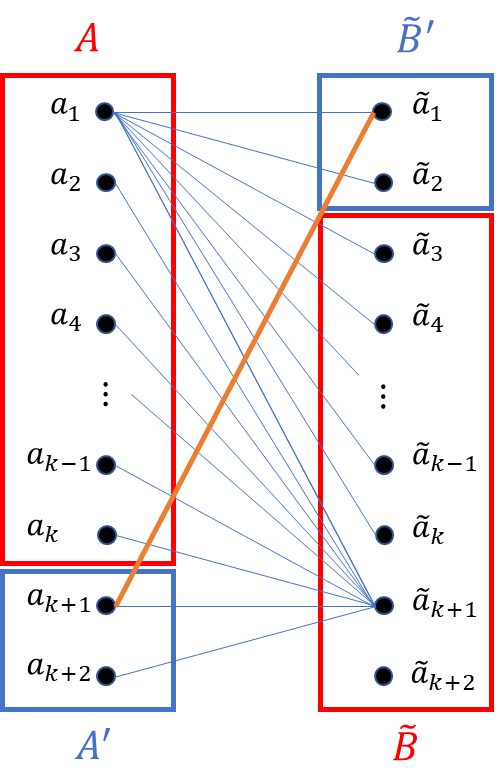 A B̃′
a₁ ã₁
a₂ ã₂
a₃ ã₃
a₄ ã₄
⋮ ⋮
aₖ₋₁ ãₖ₋₁
aₖ ãₖ
aₖ₊₁ ãₖ₊₁
aₖ₊₂ ãₖ₊₂
A′ B̃